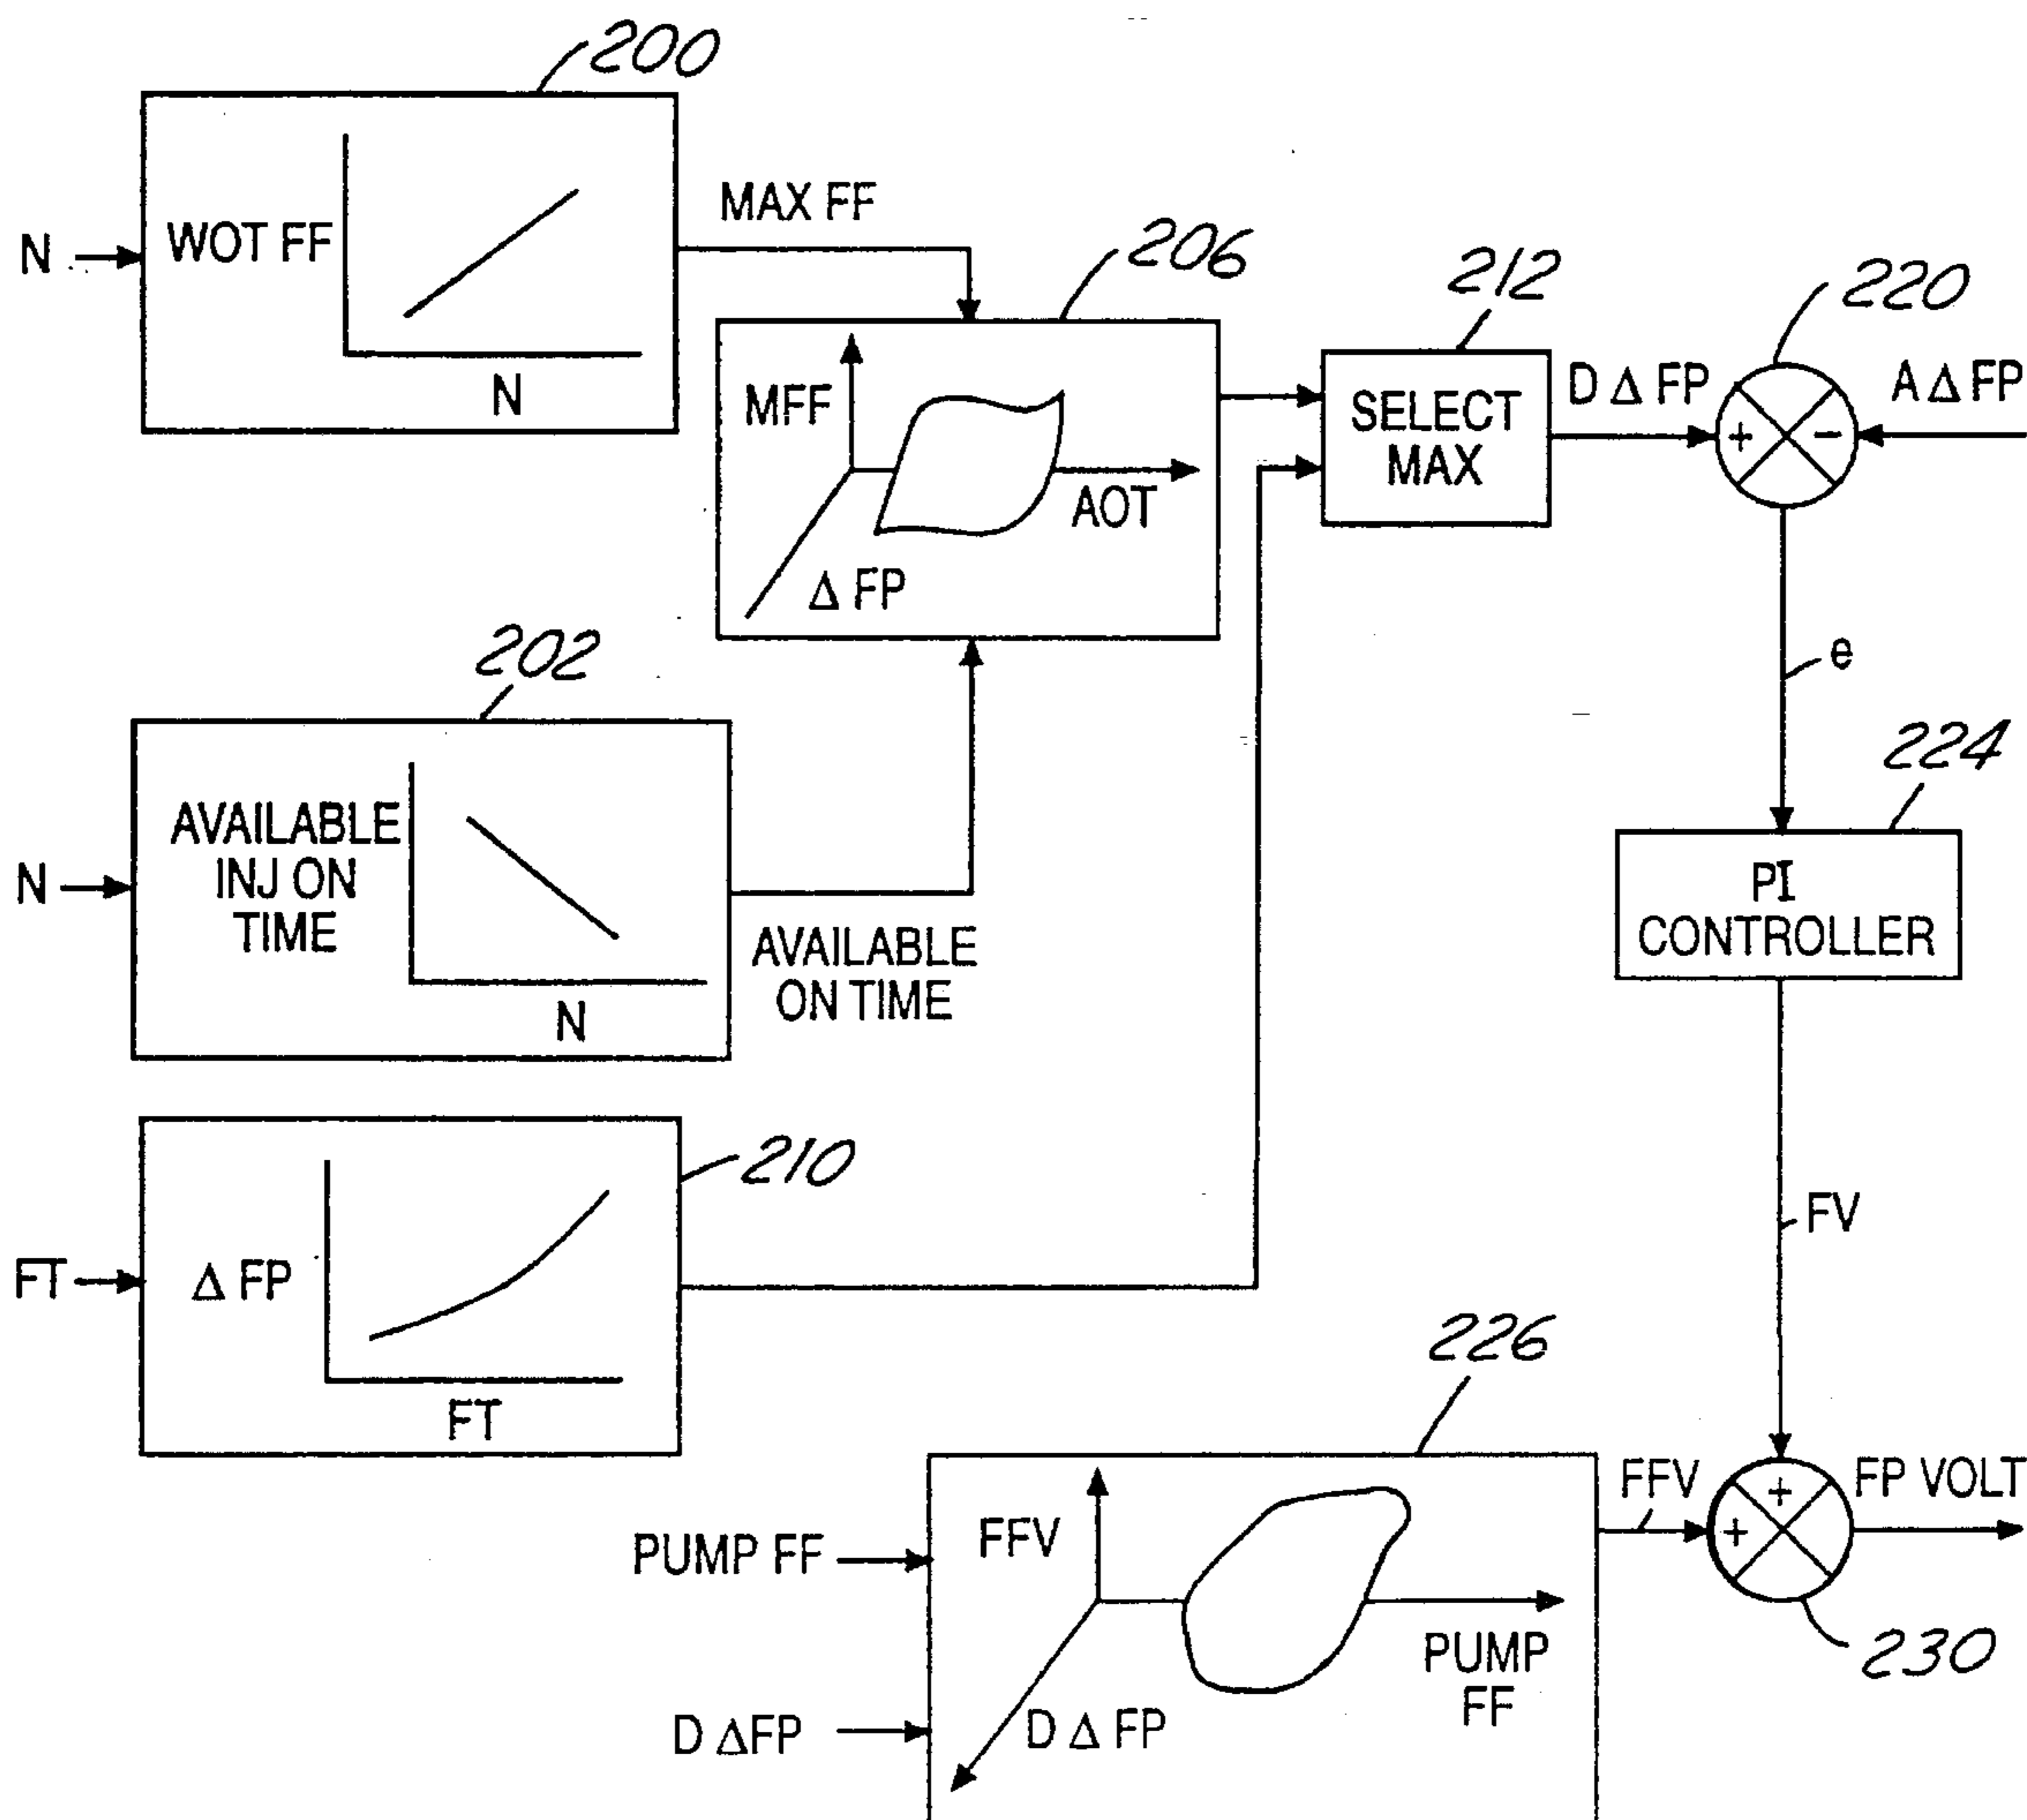 200
N
WOT FF
N
MAX FF
206
MFF
AOT
Δ FP
212
SELECT
MAX
D Δ FP
220
+
−
A Δ FP
e
202
N
AVAILABLE
INJ ON
TIME
N
AVAILABLE
ON TIME
224
PI
CONTROLLER
FV
210
FT
Δ FP
FT
226
PUMP FF
D ΔFP
FFV
D Δ FP
PUMP
FF
FFV
+
+
FP VOLT
230